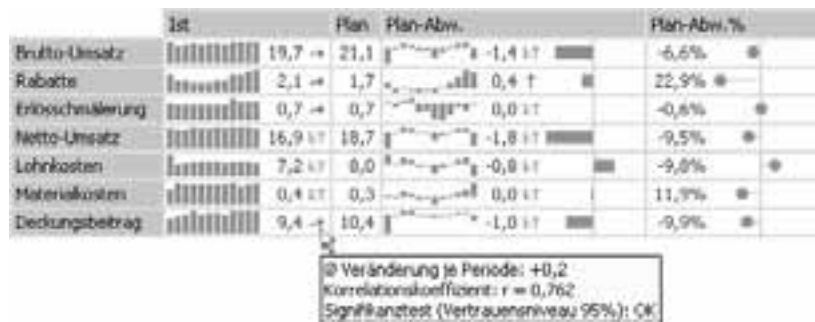 Ist Plan Plan-Abw. Plan-Abw.%
Brutto-Umsatz 19,7 → 21,1 -1,4 -6,6%
Rabatte 2,1 → 1,7 0,4 ↑ 22,9%
Erlösschmälerung 0,7 → 0,7 0,0 -0,6%
Netto-Umsatz 16,9 18,7 -1,8 -9,5%
Lohnkosten 7,2 8,0 -0,8 -9,8%
Materialkosten 0,4 0,3 0,0 11,9%
Deckungsbeitrag 9,4 → 10,4 -1,0 -9,9%
Ø Veränderung je Periode: +0,2
Korrelationskoeffizient: r = 0,762
Signifikanztest (Vertrauensniveau 95%): OK